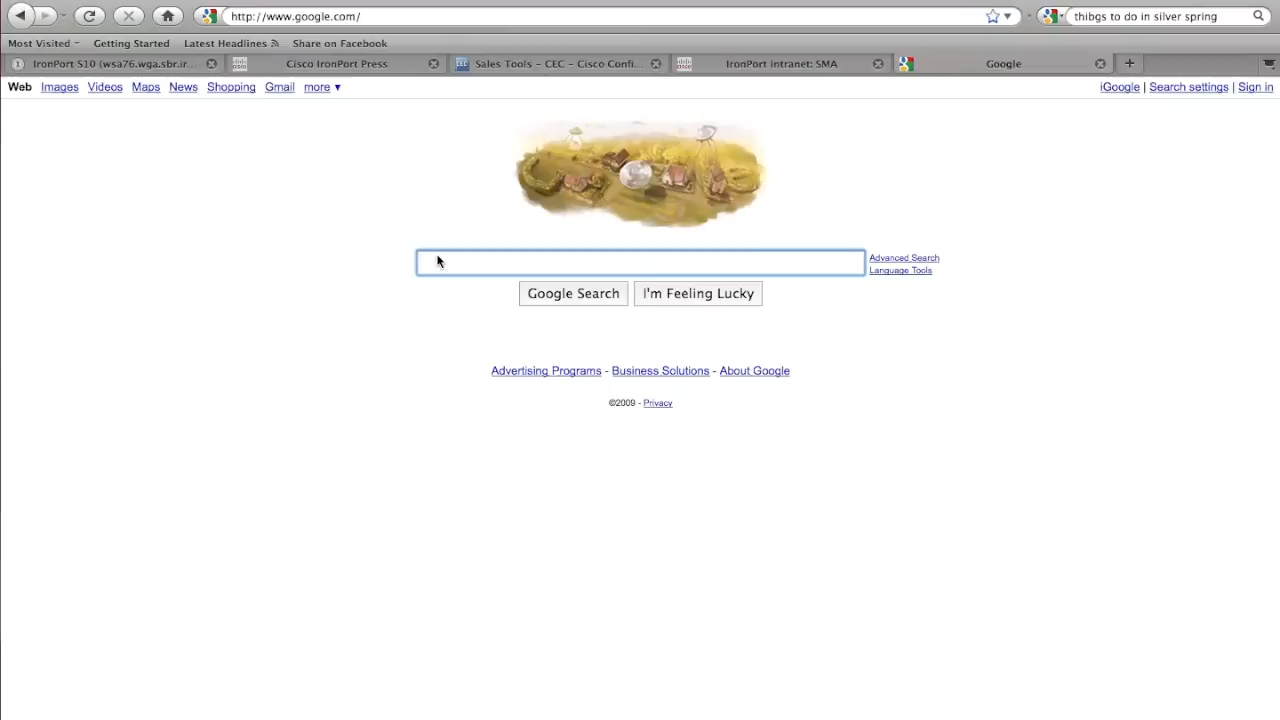 http://www.google.com/ thibgs to do in silver spring
Most Visited Getting Started Latest Headlines Share on Facebook
IronPort S10 (wsa76.wga.sbr.ir... Cisco IronPort Press Sales Tools – CEC – Cisco Confi... IronPort Intranet: SMA Google
Web Images Videos Maps News Shopping Gmail more ▼ iGoogle | Search settings | Sign in
Advanced Search
Language Tools
Google Search I'm Feeling Lucky
Advertising Programs - Business Solutions - About Google
©2009 - Privacy